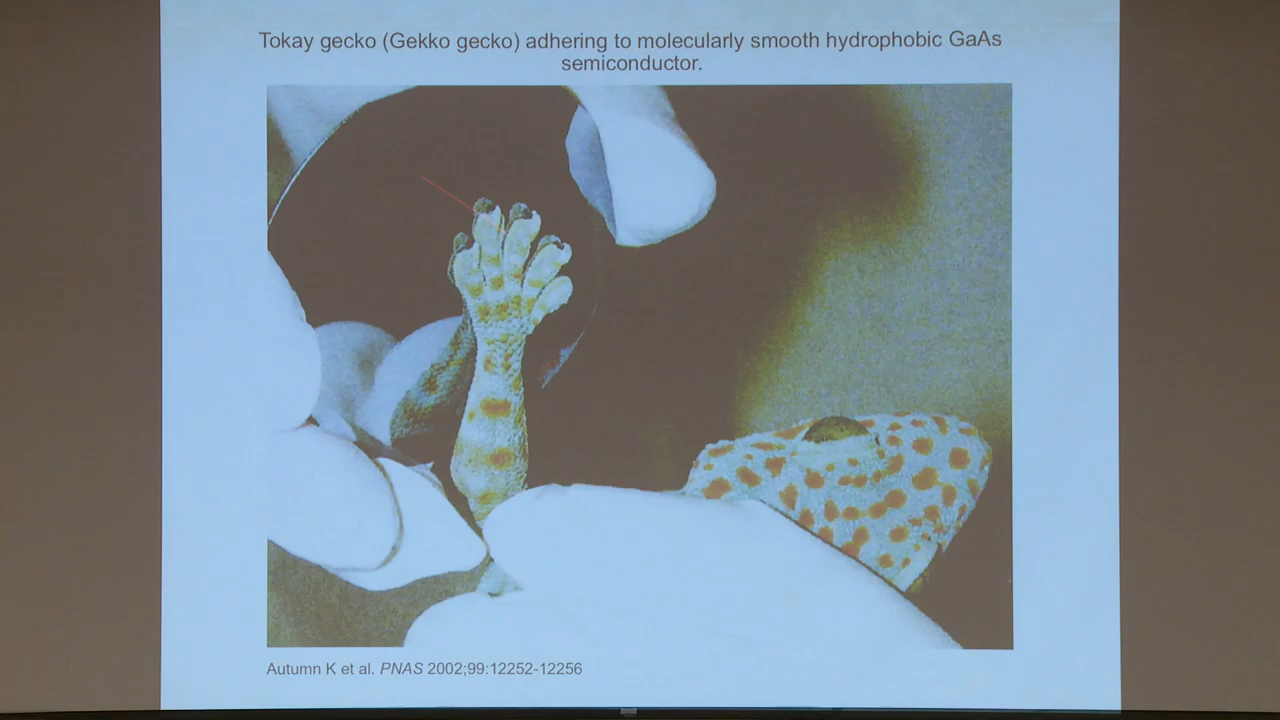 Tokay gecko (Gekko gecko) adhering to molecularly smooth hydrophobic GaAs
semiconductor.
Autumn K et al. PNAS 2002;99:12252-12256